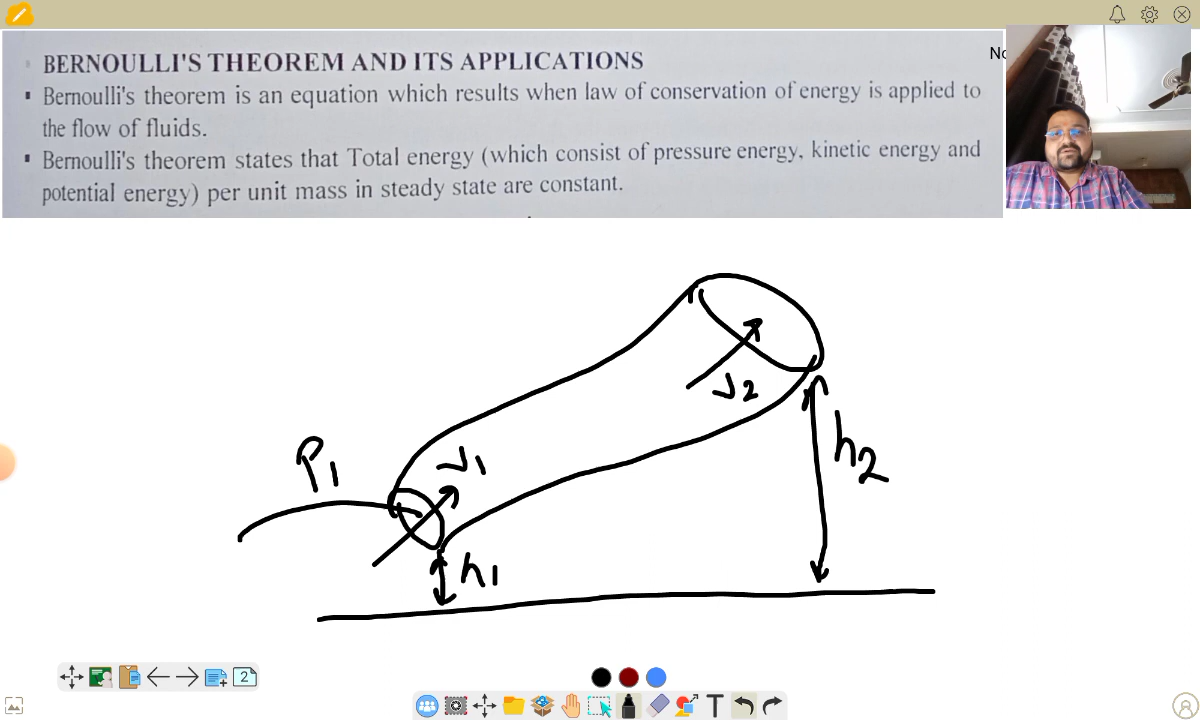 BERNOULLI'S THEOREM AND ITS APPLICATIONS
No
▪ Bernoulli's theorem is an equation which results when law of conservation of energy is applied to
the flow of fluids.
▪ Bernoulli's theorem states that Total energy (which consist of pressure energy, kinetic energy and
potential energy) per unit mass in steady state are constant.
V2
P1
V1
h2
h1
2
T